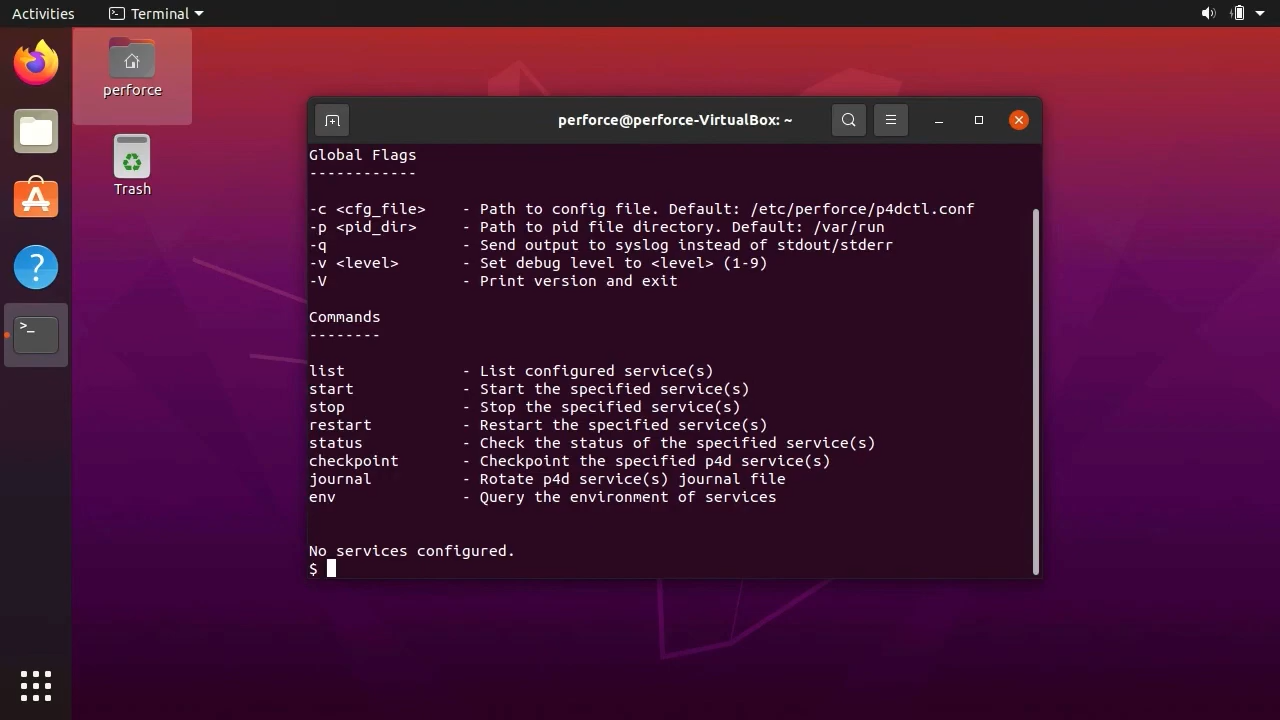 Activities
Terminal
perforce
Trash
perforce@perforce-VirtualBox: ~
Global Flags
------------
-c <cfg_file> - Path to config file. Default: /etc/perforce/p4dctl.conf
-p <pid_dir> - Path to pid file directory. Default: /var/run
-q - Send output to syslog instead of stdout/stderr
-v <level> - Set debug level to <level> (1-9)
-V - Print version and exit
Commands
--------
list - List configured service(s)
start - Start the specified service(s)
stop - Stop the specified service(s)
restart - Restart the specified service(s)
status - Check the status of the specified service(s)
checkpoint - Checkpoint the specified p4d service(s)
journal - Rotate p4d service(s) journal file
env - Query the environment of services
No services configured.
$